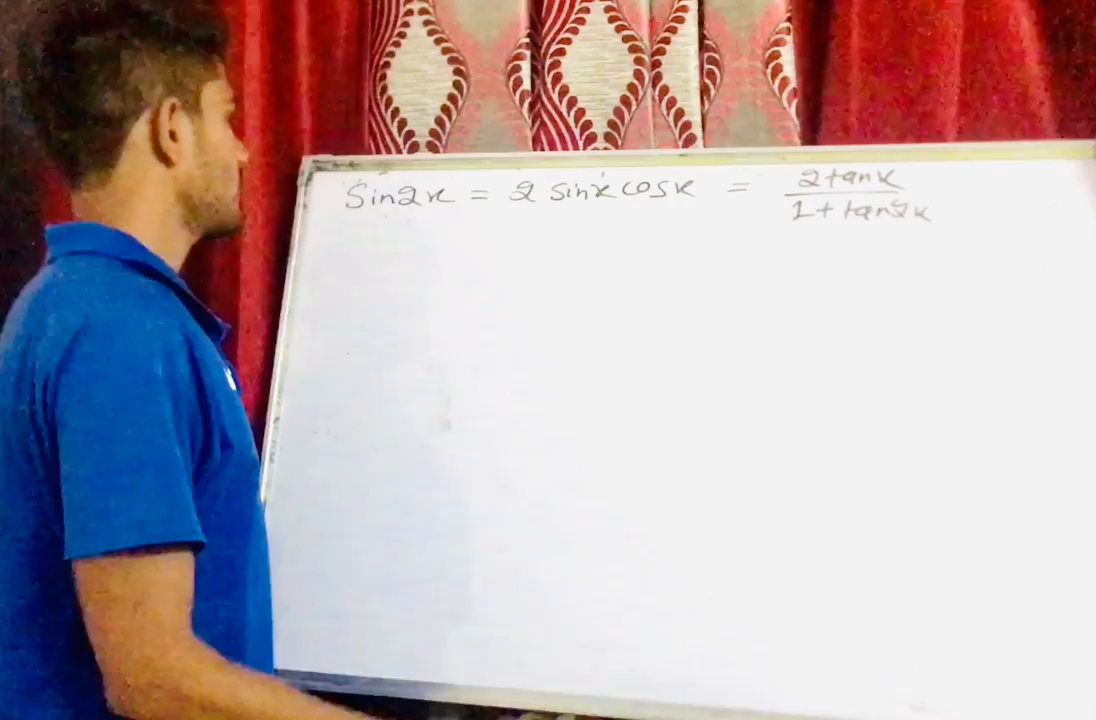 Sin2x = 2 sinx cosx = 2tanx / 1+tan²x